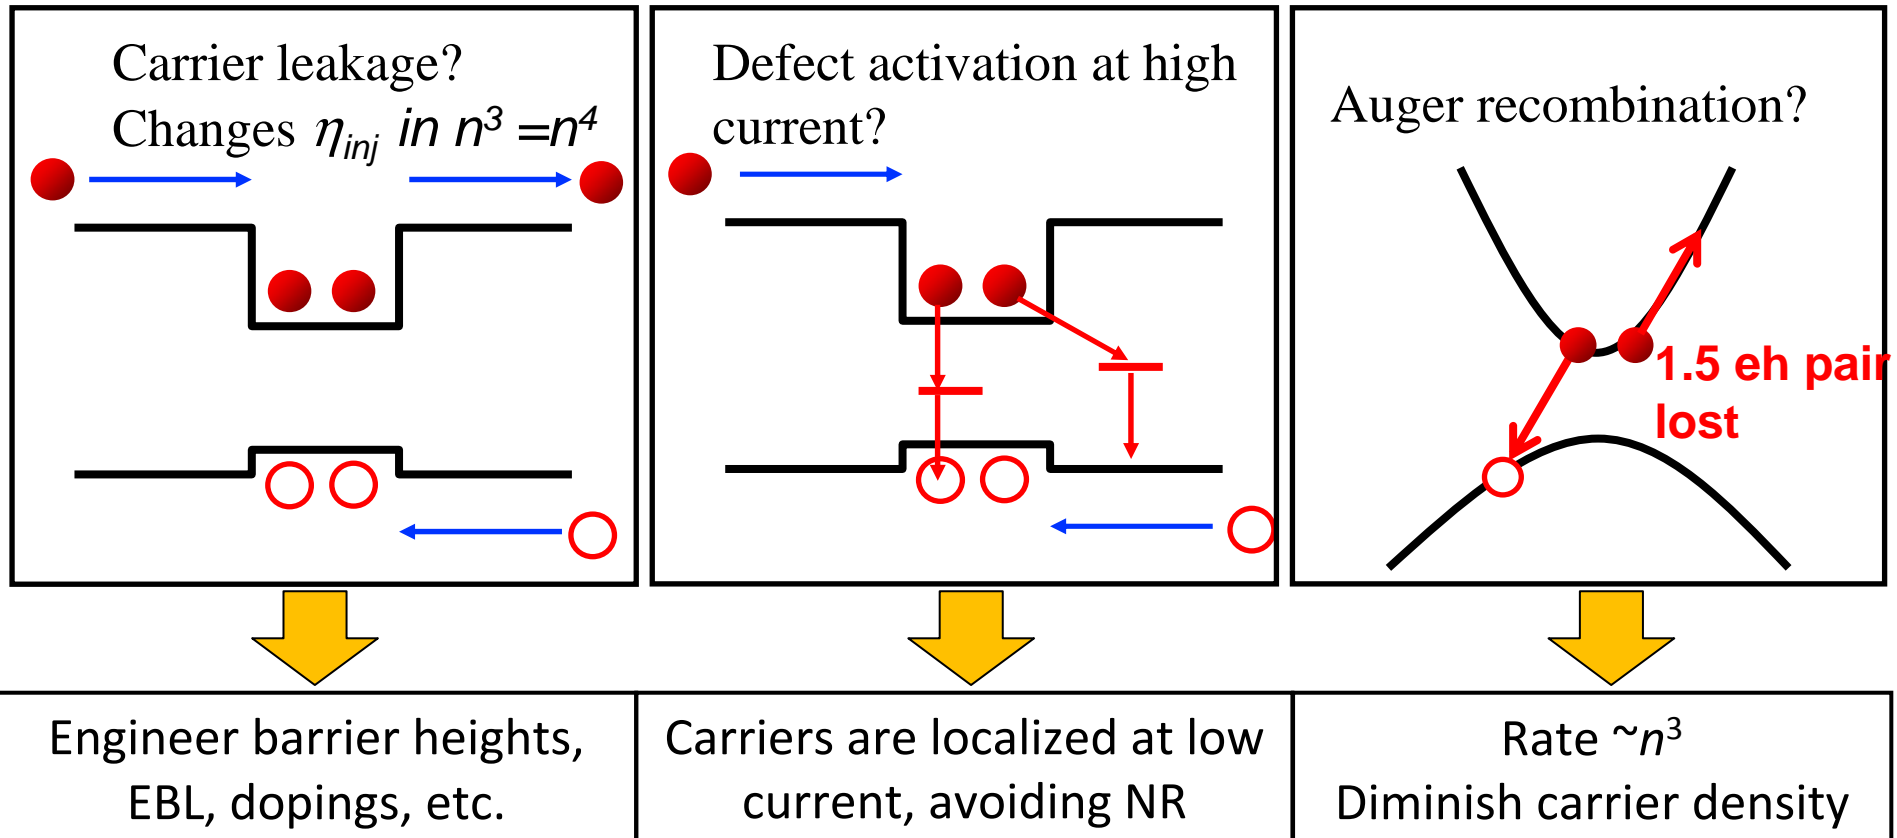 Carrier leakage?
Changes ηinj in n³ =n⁴
Defect activation at high
current?
Auger recombination?
1.5 eh pair
lost
Engineer barrier heights,
EBL, dopings, etc.
Carriers are localized at low
current, avoiding NR
Rate ~n³
Diminish carrier density